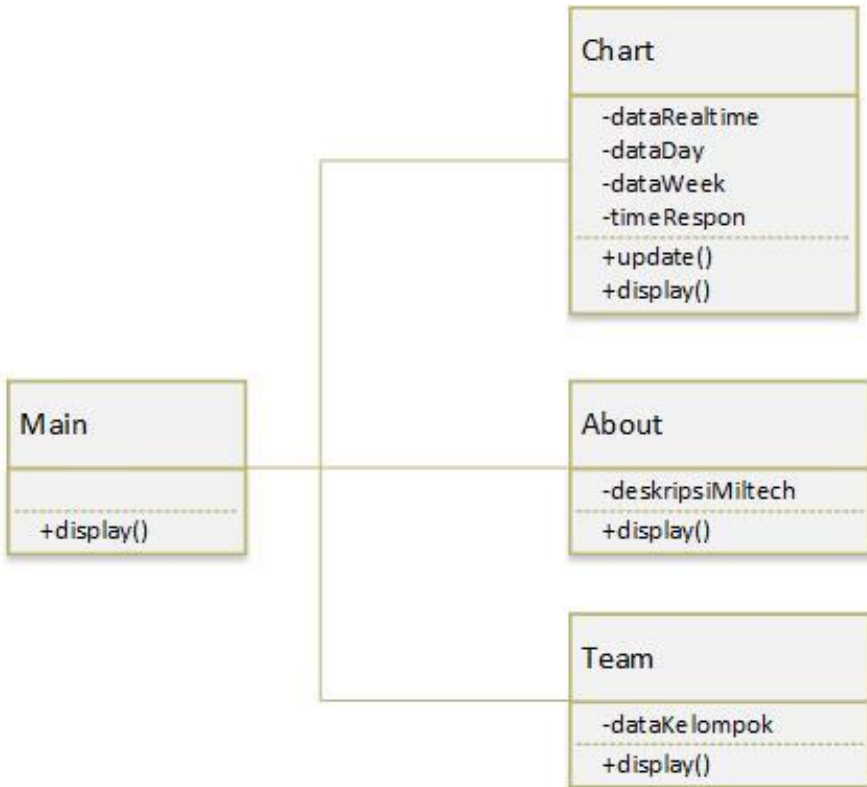 Chart
-dataRealtime
-dataDay
-dataWeek
-timeRespon
+update()
+display()
Main
+display()
About
-deskripsiMiltech
+display()
Team
-dataKelompok
+display()